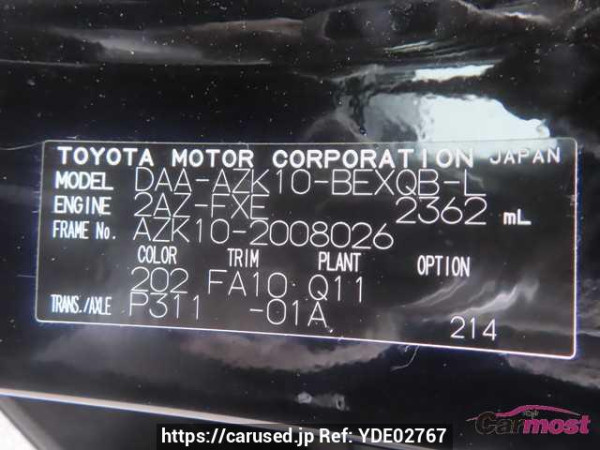 TOYOTA MOTOR CORPORATION JAPAN
MODEL DAA-AZK10-BEXQB-L
ENGINE 2AZ-FXE 2362 mL
FRAME No. AZK10-2008026
COLOR TRIM PLANT OPTION
202 FA10 Q11
TRANS./AXLE P311 -01A
214
Carmost
https://carused.jp Ref: YDE02767